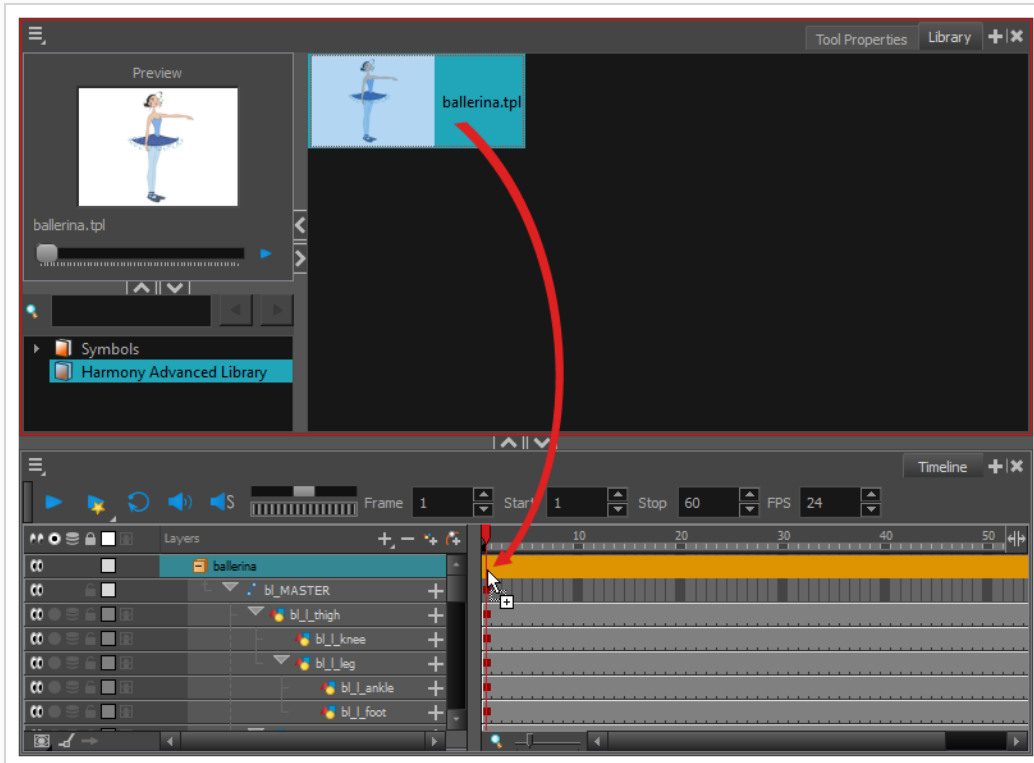 Tool Properties Library
Preview
ballerina.tpl
ballerina.tpl
Symbols
Harmony Advanced Library
Timeline
S Frame 1 Start 1 Stop 60 FPS 24
Layers 10 20 30 40 50
ballerina
bl_MASTER
bl_l_thigh
bl_l_knee
bl_l_leg
bl_l_ankle
bl_l_foot